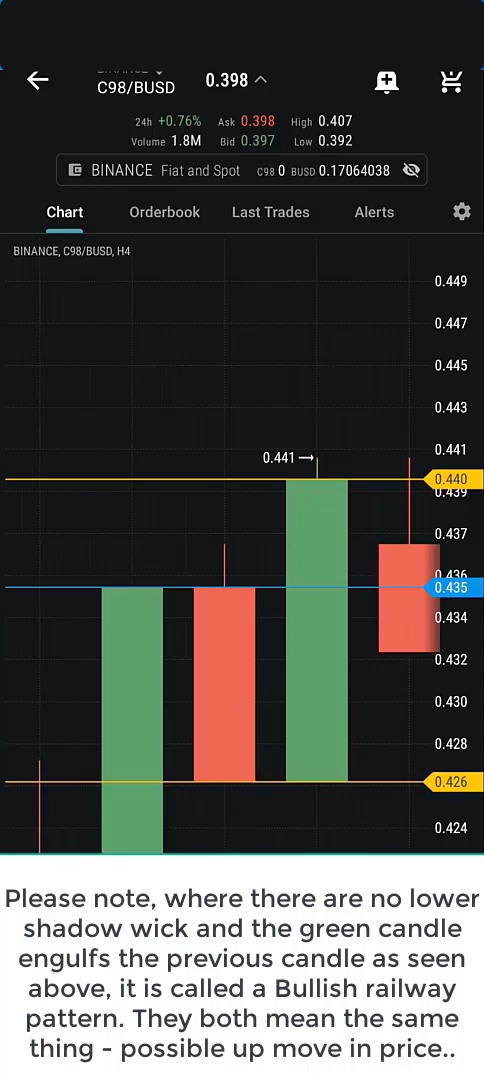 C98/BUSD
0.398
24h +0.76% Ask 0.398 High 0.407
Volume 1.8M Bid 0.397 Low 0.392
BINANCE Fiat and Spot C98 0 BUSD 0.17064038
Chart Orderbook Last Trades Alerts
BINANCE, C98/BUSD, H4
0.449
0.447
0.445
0.443
0.441
0.441
0.440
0.439
0.437
0.436
0.435
0.434
0.432
0.430
0.428
0.426
0.424
Please note, where there are no lower
shadow wick and the green candle
engulfs the previous candle as seen
above, it is called a Bullish railway
pattern. They both mean the same
thing - possible up move in price..